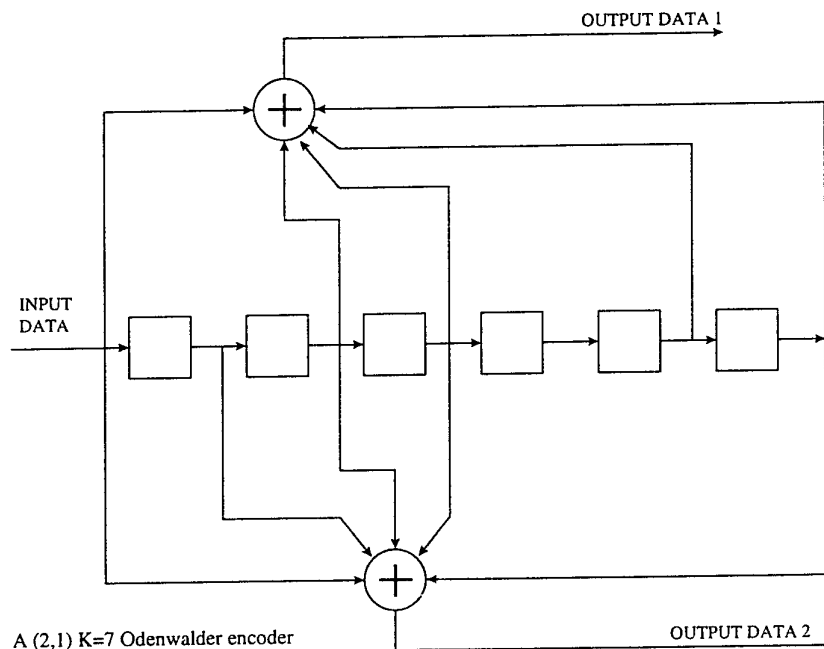 OUTPUT DATA 1
INPUT
DATA
A (2,1) K=7 Odenwalder encoder
OUTPUT DATA 2